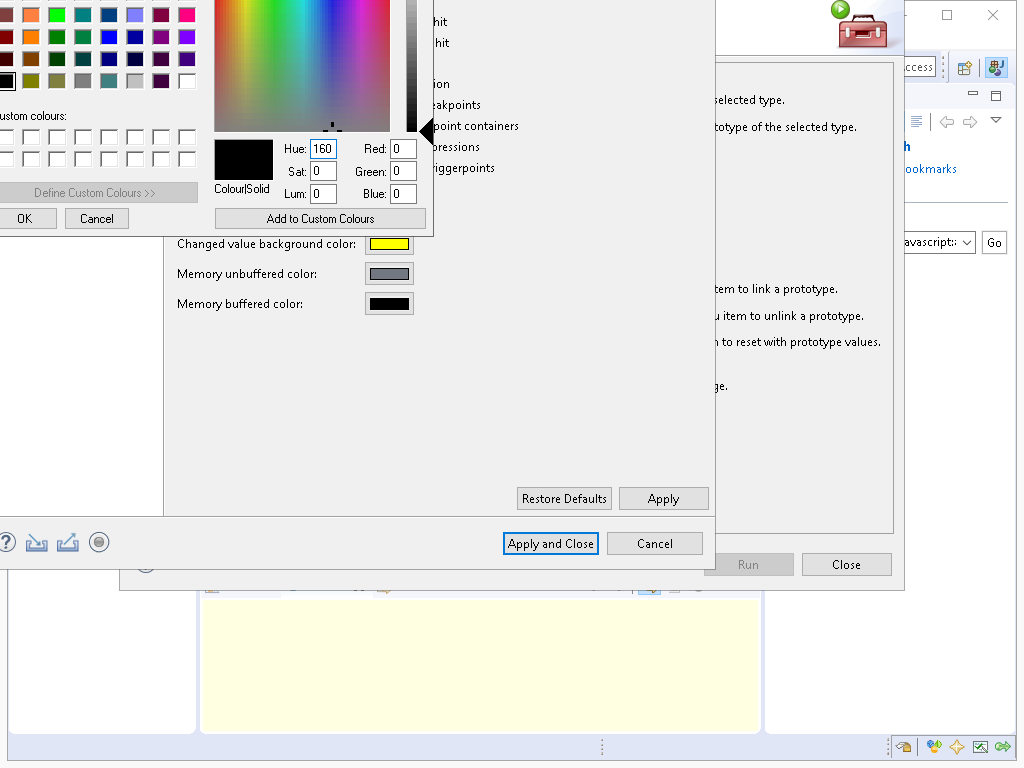 hit
hit
ion
eakpoints
point containers
pressions
riggerpoints
ustom colours:
Hue: 160 Red: 0
Sat: 0 Green: 0
Lum: 0 Blue: 0
Colour|Solid
Define Custom Colours >>
OK Cancel Add to Custom Colours
Changed value background color:
Memory unbuffered color:
Memory buffered color:
Restore Defaults Apply
Apply and Close Cancel
selected type.
totype of the selected type.
tem to link a prototype.
u item to unlink a prototype.
n to reset with prototype values.
ge.
Run Close
ccess
h
ookmarks
avascript:
Go